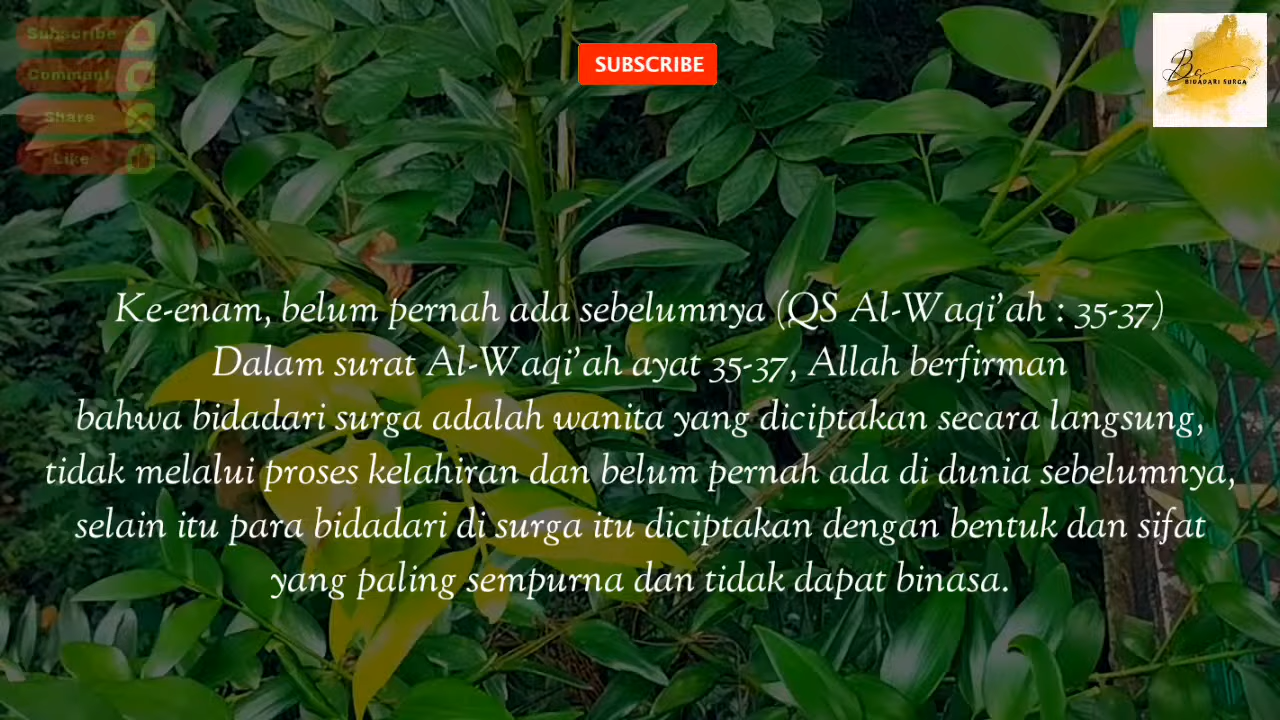 Subscribe
Comment
Share
Like
SUBSCRIBE
BIDADARI SURGA
Ke-enam, belum pernah ada sebelumnya (QS Al-Waqi'ah : 35-37)
Dalam surat Al-Waqi'ah ayat 35-37, Allah berfirman
bahwa bidadari surga adalah wanita yang diciptakan secara langsung,
tidak melalui proses kelahiran dan belum pernah ada di dunia sebelumnya,
selain itu para bidadari di surga itu diciptakan dengan bentuk dan sifat
yang paling sempurna dan tidak dapat binasa.